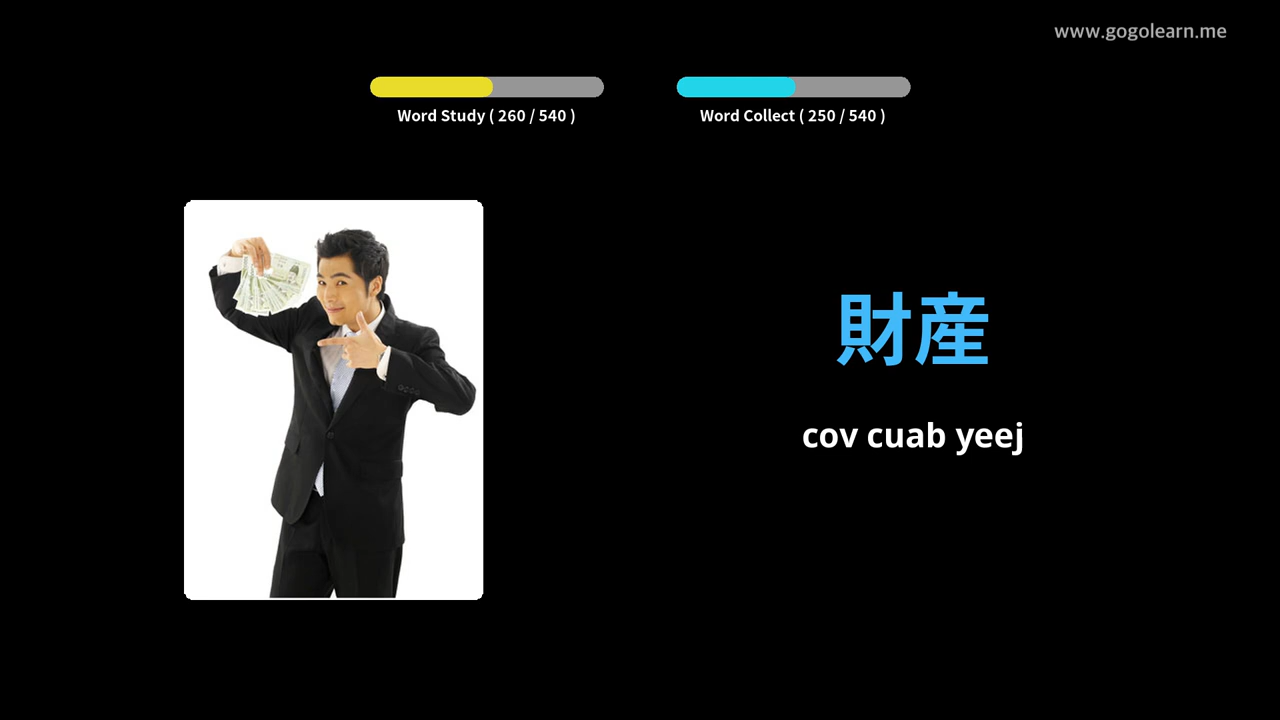 www.gogolearn.me
Word Study ( 260 / 540 )
Word Collect ( 250 / 540 )
財産
cov cuab yeej